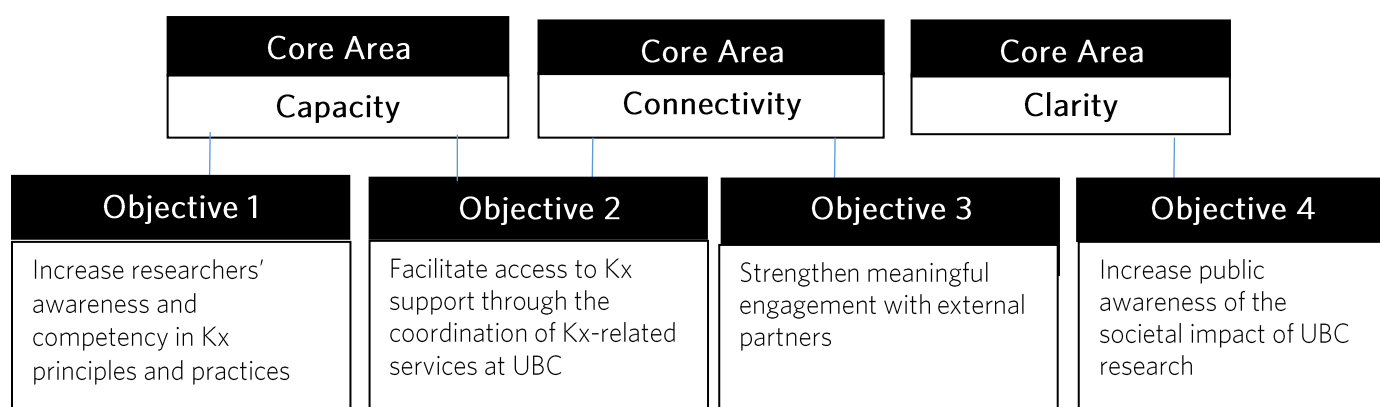 Core Area
Capacity
Core Area
Connectivity
Core Area
Clarity
Objective 1
Increase researchers’
awareness and
competency in Kx
principles and practices
Objective 2
Facilitate access to Kx
support through the
coordination of Kx-related
services at UBC
Objective 3
Strengthen meaningful
engagement with external
partners
Objective 4
Increase public
awareness of the
societal impact of UBC
research